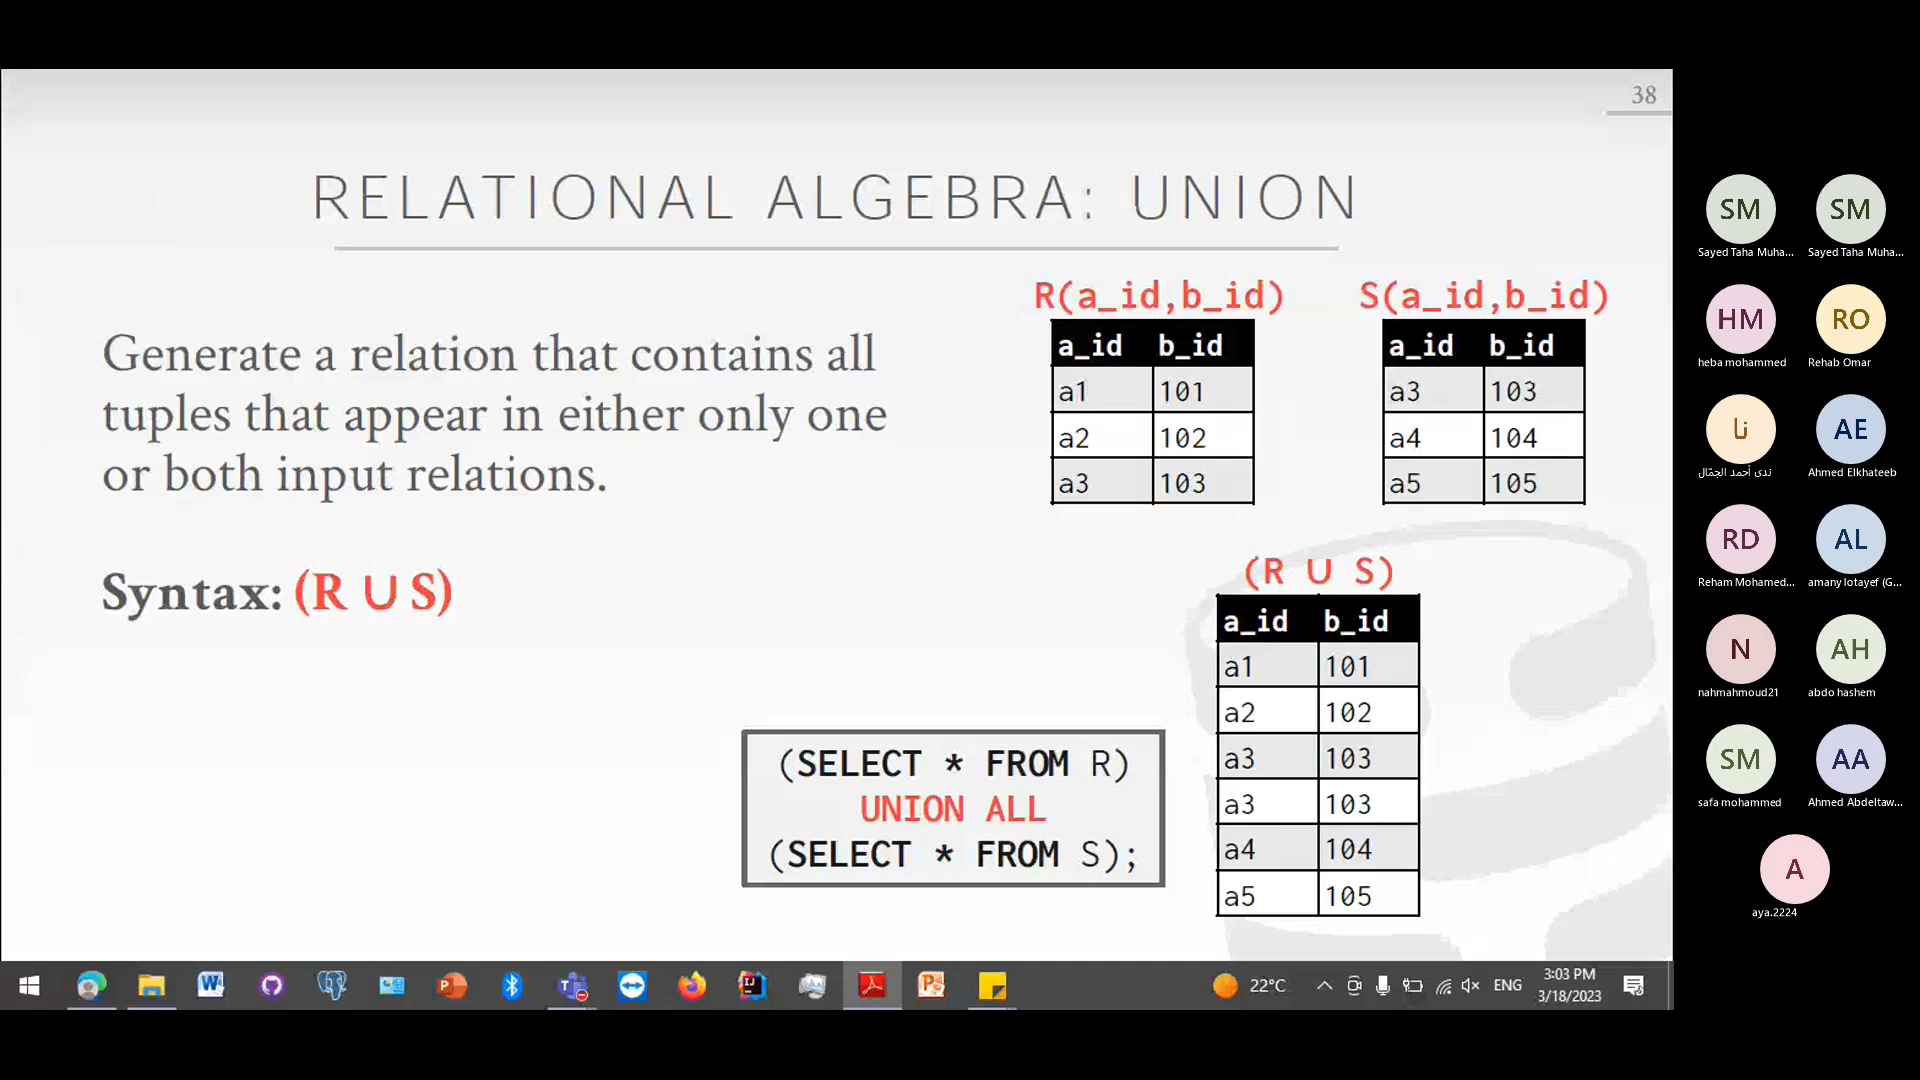 38
RELATIONAL ALGEBRA: UNION
Generate a relation that contains all
tuples that appear in either only one
or both input relations.
Syntax: (R ∪ S)
R(a_id,b_id)
a_id b_id
a1 101
a2 102
a3 103
S(a_id,b_id)
a_id b_id
a3 103
a4 104
a5 105
(R ∪ S)
a_id b_id
a1 101
a2 102
a3 103
a3 103
a4 104
a5 105
(SELECT * FROM R)
UNION ALL
(SELECT * FROM S);
SM SM
Sayed Taha Muha... Sayed Taha Muha...
HM RO
heba mohammed Rehab Omar
نا AE
ندى أحمد الجمّال Ahmed Elkhateeb
RD AL
Reham Mohamed... amany lotayef (G...
N AH
nahmahmoud21 abdo hashem
SM AA
safa mohammed Ahmed Abdeltaw...
A
aya.2224
22°C ENG 3:03 PM
3/18/2023